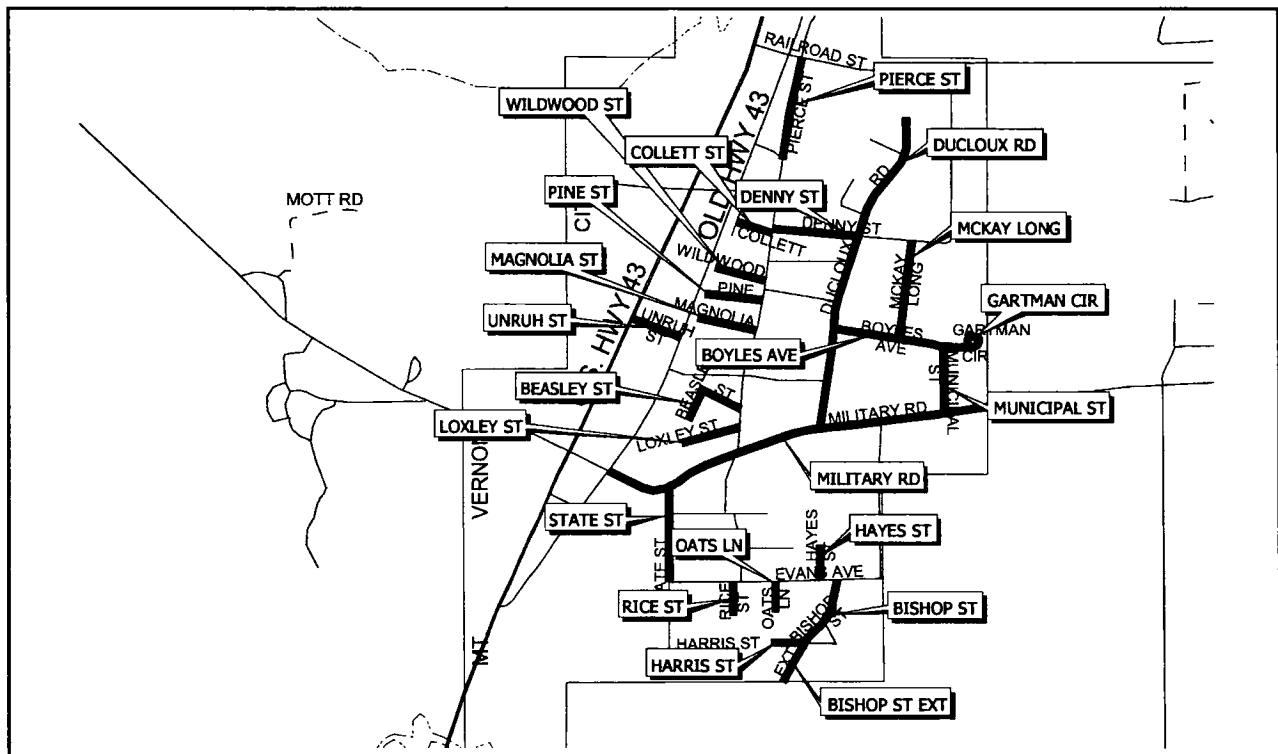 RAILROAD ST
PIERCE ST
PIERCE ST
WILDWOOD ST
OLD HWY 43
COLLETT ST
DUCLOUX RD
RD
PINE ST
MOTT RD
DENNY ST
DENNY ST
COLLETT
MCKAY LONG
MAGNOLIA ST
WILDWOOD
DUCLOUX
MCKAY
LONG
PINE
GARTMAN CIR
UNRUH ST
MAGNOLIA
UNRUH
ST
S. HWY 43
BOYLES
AVE
GARTMAN
CIR
BOYLES AVE
BEASLEY ST
ST
MUNICIPAL
ST
MUNICIPAL ST
LOXLEY ST
LOXLEY ST
MILITARY RD
MILITARY RD
MT
VERNON
STATE ST
HAYES
HAYES ST
OATS LN
EVANS AVE
RICE ST
RICE
ST
OATS
LN
BISHOP
ST
BISHOP ST
HARRIS ST
HARRIS ST
EXT
BISHOP ST EXT